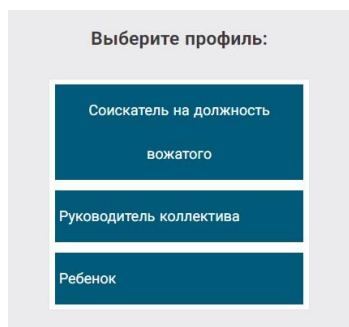 Выберите профиль:
Соискатель на должность
вожатого
Руководитель коллектива
Ребенок